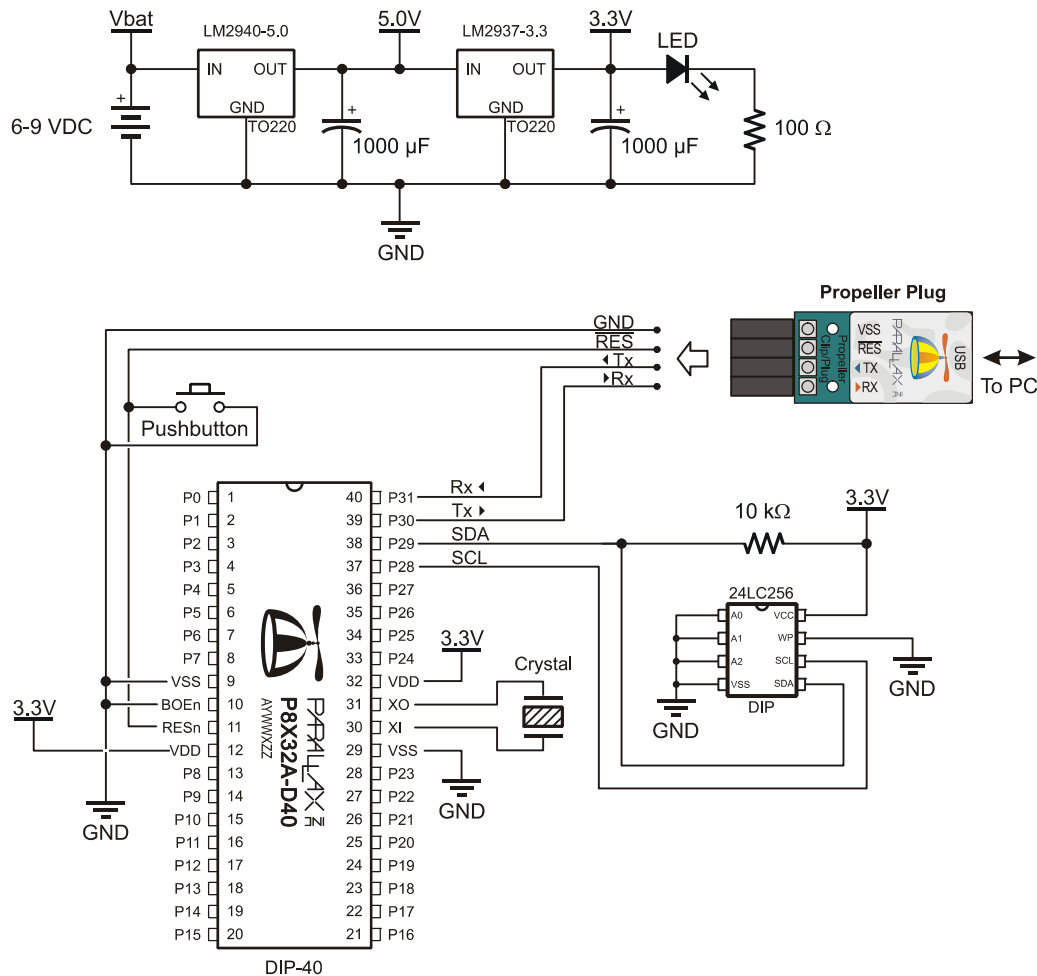 Vbat
LM2940-5.0
5.0V
LM2937-3.3
3.3V
LED
IN OUT
GND
TO220
IN OUT
GND
TO220
+
6-9 VDC
+
1000 µF
+
1000 µF
100 Ω
GND
Propeller Plug
GND
RES
◂Tx
▸Rx
Propeller
Clip/Plug
VSS
RES
◂TX
▸RX
PARALLAX INC
USB
To PC
Pushbutton
Rx ◂
Tx ▸
SDA
SCL
10 kΩ
3.3V
P0 1 40 P31
P1 2 39 P30
P2 3 38 P29
P3 4 37 P28
P4 5 36 P27
P5 6 35 P26
P6 7 34 P25
P7 8 33 P24
VSS 9 32 VDD
BOEn 10 31 XO
RESn 11 30 XI
VDD 12 29 VSS
P8 13 28 P23
P9 14 27 P22
P10 15 26 P21
P11 16 25 P20
P12 17 24 P19
P13 18 23 P18
P14 19 22 P17
P15 20 21 P16
PARALLAX INC
P8X32A-D40
AYWWXZZ
DIP-40
3.3V
GND
3.3V
Crystal
GND
24LC256
A0 VCC
A1 WP
A2 SCL
VSS SDA
DIP
GND
GND